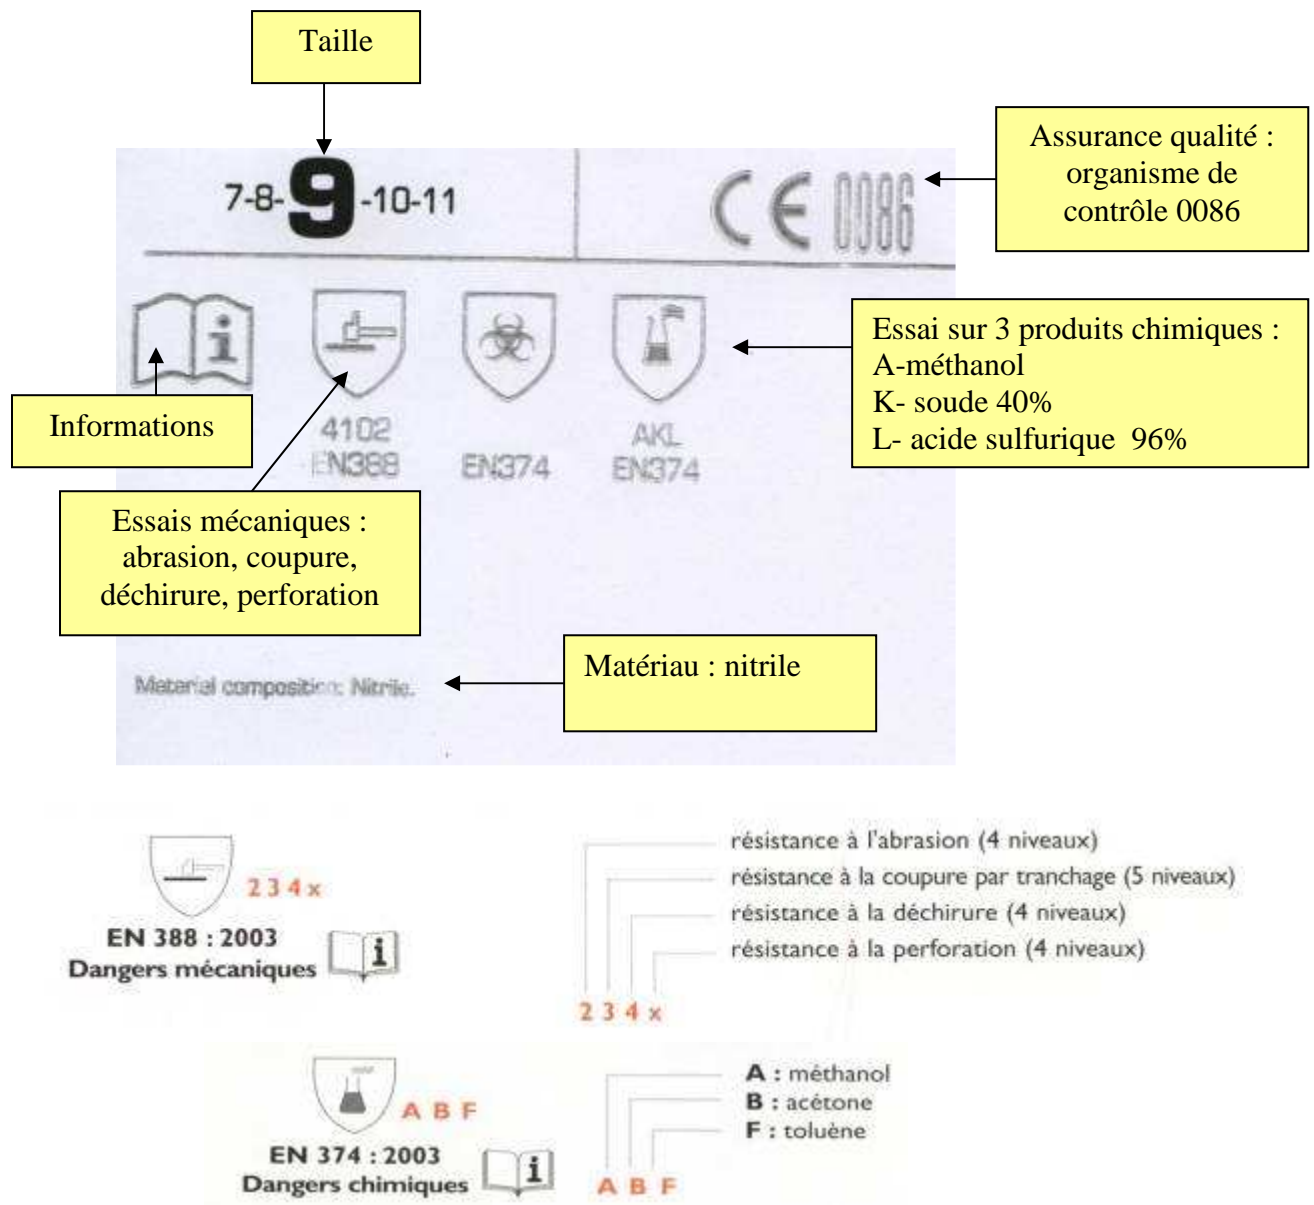 Taille
Assurance qualité :
organisme de
contrôle 0086
7-8-9-10-11
CE 0086
Essai sur 3 produits chimiques :
A-méthanol
K- soude 40%
L- acide sulfurique 96%
i
Informations
4102
EN388
EN374
AKL
EN374
Essais mécaniques :
abrasion, coupure,
déchirure, perforation
Matériau : nitrile
Material composition: Nitrile.
2 3 4 x
EN 388 : 2003
Dangers mécaniques
i
résistance à l'abrasion (4 niveaux)
résistance à la coupure par tranchage (5 niveaux)
résistance à la déchirure (4 niveaux)
résistance à la perforation (4 niveaux)
2 3 4 x
A B F
EN 374 : 2003
Dangers chimiques
i
A : méthanol
B : acétone
F : toluène
A B F